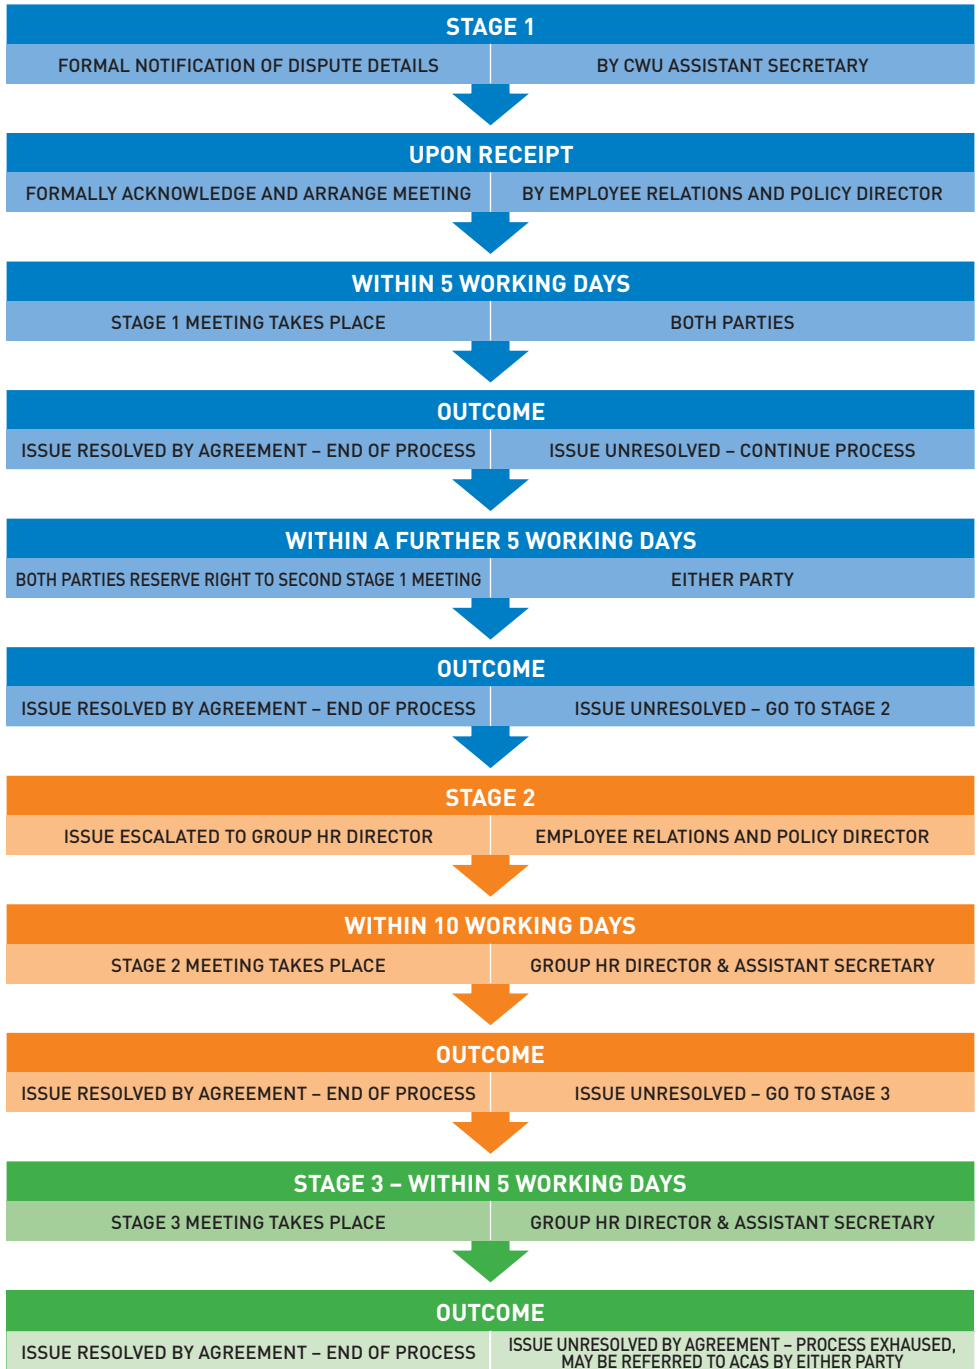 STAGE 1
FORMAL NOTIFICATION OF DISPUTE DETAILS
BY CWU ASSISTANT SECRETARY
UPON RECEIPT
FORMALLY ACKNOWLEDGE AND ARRANGE MEETING
BY EMPLOYEE RELATIONS AND POLICY DIRECTOR
WITHIN 5 WORKING DAYS
STAGE 1 MEETING TAKES PLACE
BOTH PARTIES
OUTCOME
ISSUE RESOLVED BY AGREEMENT – END OF PROCESS
ISSUE UNRESOLVED – CONTINUE PROCESS
WITHIN A FURTHER 5 WORKING DAYS
BOTH PARTIES RESERVE RIGHT TO SECOND STAGE 1 MEETING
EITHER PARTY
OUTCOME
ISSUE RESOLVED BY AGREEMENT – END OF PROCESS
ISSUE UNRESOLVED – GO TO STAGE 2
STAGE 2
ISSUE ESCALATED TO GROUP HR DIRECTOR
EMPLOYEE RELATIONS AND POLICY DIRECTOR
WITHIN 10 WORKING DAYS
STAGE 2 MEETING TAKES PLACE
GROUP HR DIRECTOR & ASSISTANT SECRETARY
OUTCOME
ISSUE RESOLVED BY AGREEMENT – END OF PROCESS
ISSUE UNRESOLVED – GO TO STAGE 3
STAGE 3 – WITHIN 5 WORKING DAYS
STAGE 3 MEETING TAKES PLACE
GROUP HR DIRECTOR & ASSISTANT SECRETARY
OUTCOME
ISSUE RESOLVED BY AGREEMENT – END OF PROCESS
ISSUE UNRESOLVED BY AGREEMENT – PROCESS EXHAUSED,
MAY BE REFERRED TO ACAS BY EITHER PARTY